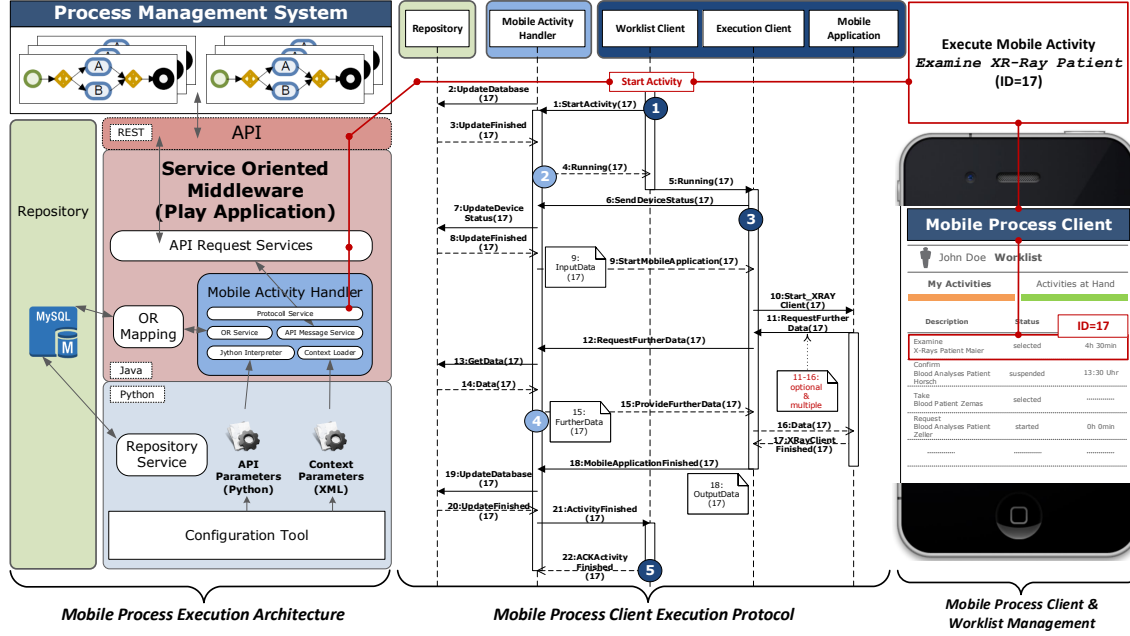 Process Management System
A
B
A
B
REST
API
Service Oriented
Middleware
(Play Application)
Repository
API Request Services
Mobile Activity Handler
Protocoll Service
OR Service
API Message Service
Jython Interpreter
Context Loader
MySQL
M
OR
Mapping
Java
Python
Repository
Service
API
Parameters
(Python)
Context
Parameters
(XML)
Configuration Tool
Mobile Process Execution Architecture
Repository
Mobile Activity
Handler
Worklist Client
Execution Client
Mobile
Application
Start Activity
2:UpdateDatabase
(17)
1:StartActivity(17)
1
3:UpdateFinished
(17)
2
4:Running(17)
5:Running(17)
6:SendDeviceStatus(17)
3
7:UpdateDevice
Status(17)
8:UpdateFinished
(17)
9:
InputData
(17)
9:StartMobileApplication(17)
10:Start_XRAY
Client(17)
11:RequestFurther
Data(17)
12:RequestFurtherData(17)
13:GetData(17)
11-16:
optional
&
multiple
14:Data(17)
4
15:
FurtherData
(17)
15:ProvideFurtherData(17)
16:Data(17)
17:XRayClient
Finished(17)
18:MobileApplicationFinished(17)
19:UpdateDatabase
(17)
18:
OutputData
(17)
20:UpdateFinished
(17)
21:ActivityFinished
(17)
22:ACKActivity
Finished
(17)
5
Mobile Process Client Execution Protocol
Execute Mobile Activity
Examine XR-Ray Patient
(ID=17)
Mobile Process Client
John Doe Worklist
My Activities
Activities at Hand
Description
Status
ID=17
Examine
X-Rays Patient Maier
selected
4h 30min
Confirm
Blood Analyses Patient
Horsch
suspended
13:30 Uhr
Take
Blood Patient Zemas
selected
Request
Blood Analyses Patient
Zeller
started
0h 0min
Mobile Process Client &
Worklist Management